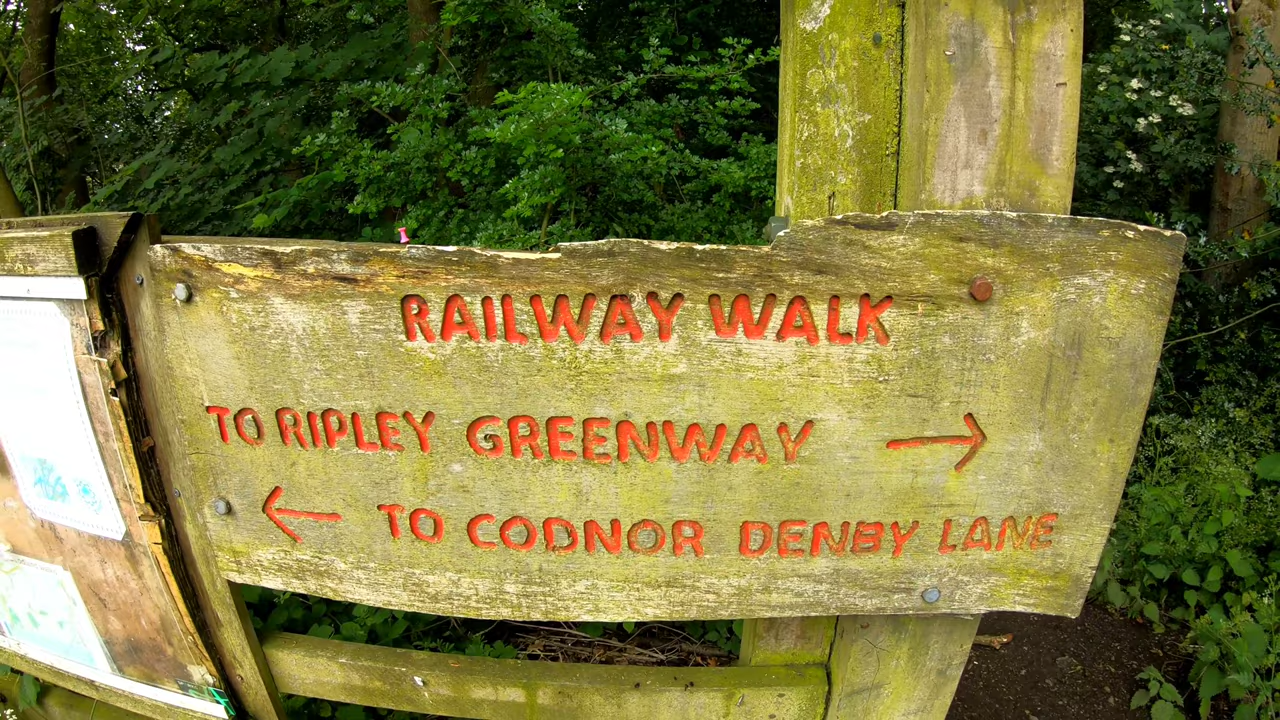 RAILWAY WALK
TO RIPLEY GREENWAY →
← TO CODNOR DENBY LANE